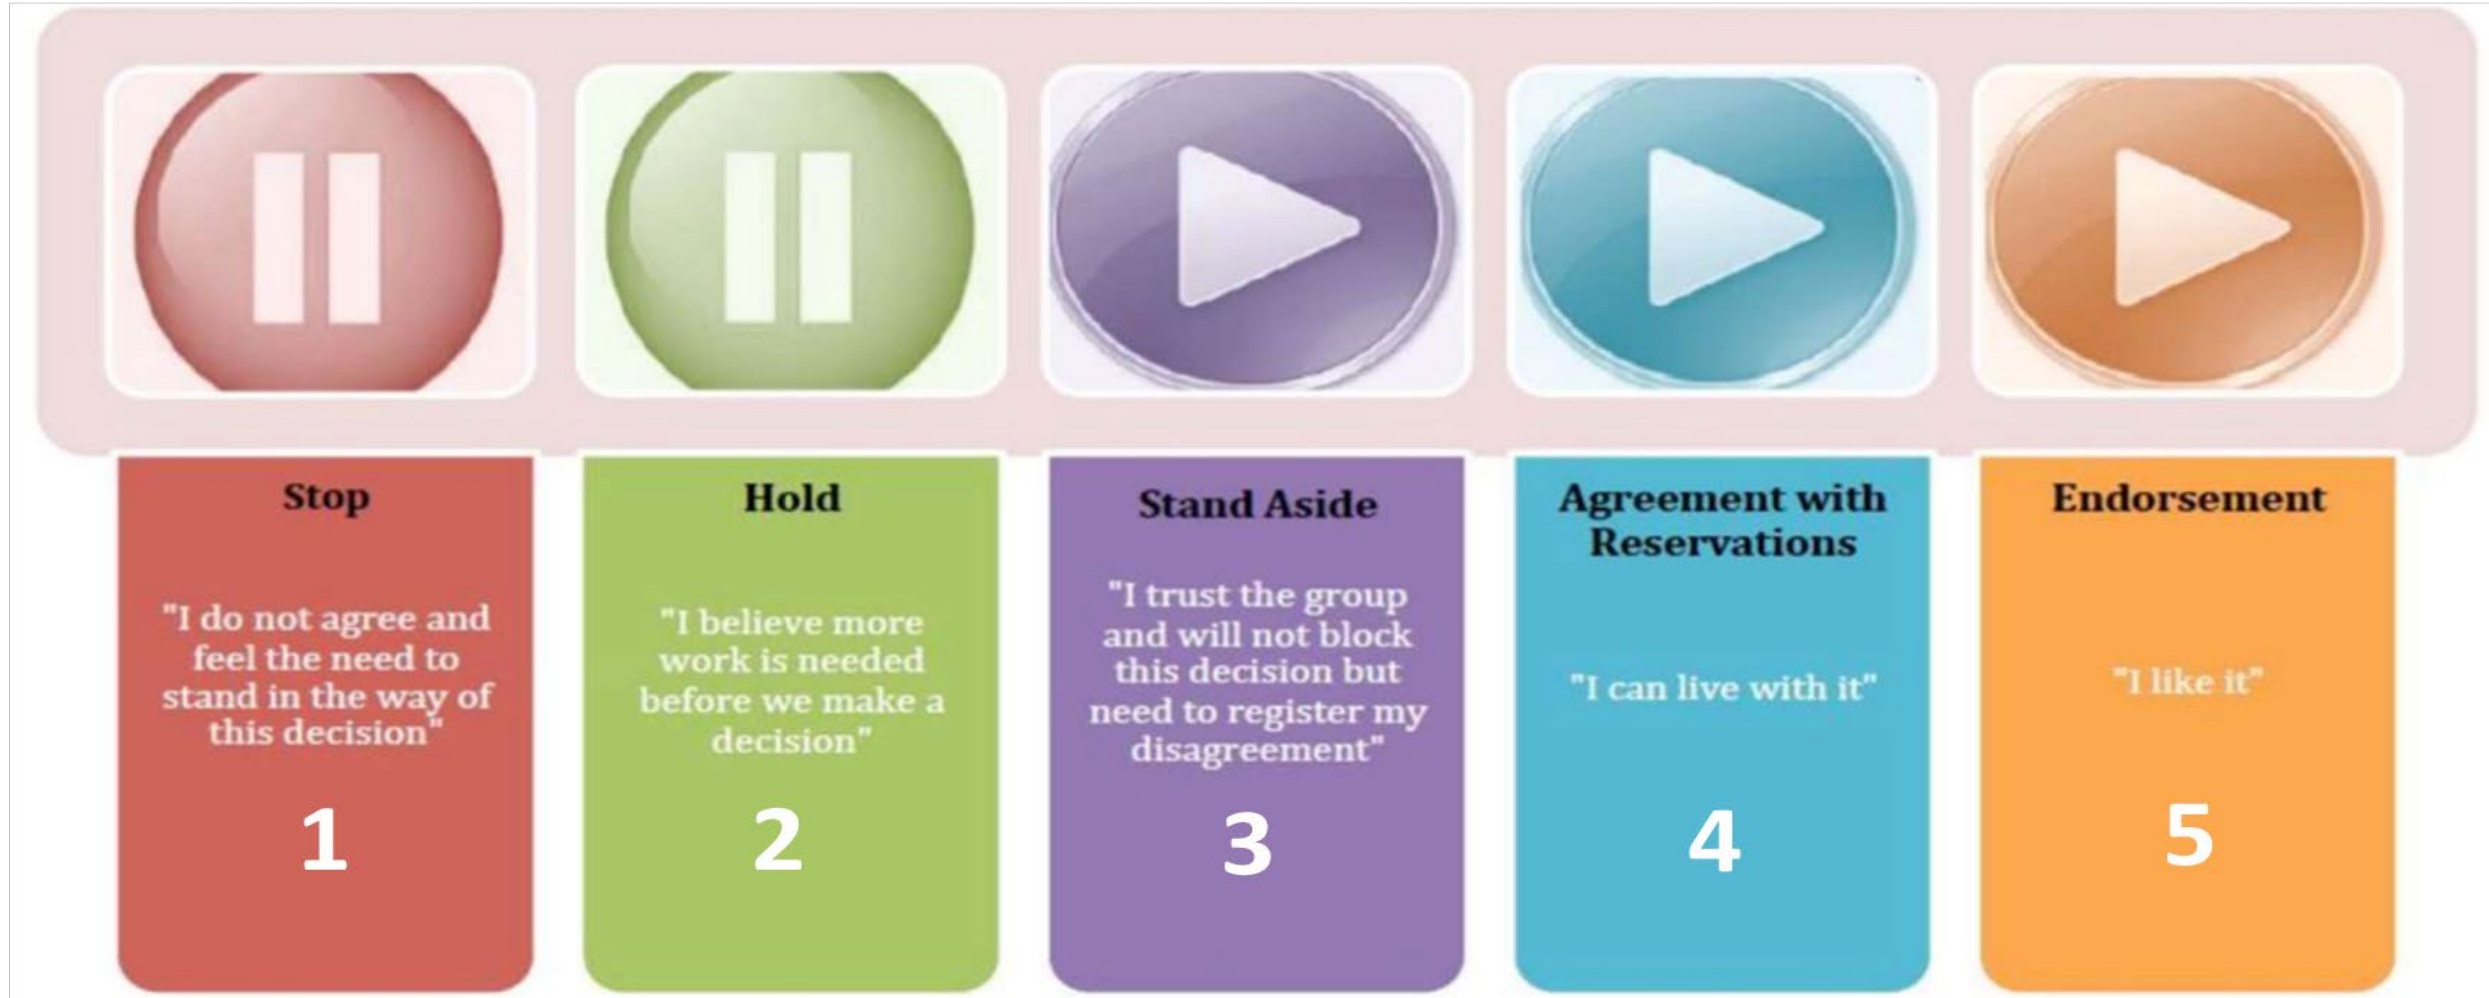 Stop
"I do not agree and
feel the need to
stand in the way of
this decision"
1
Hold
"I believe more
work is needed
before we make a
decision"
2
Stand Aside
"I trust the group
and will not block
this decision but
need to register my
disagreement"
3
Agreement with
Reservations
"I can live with it"
4
Endorsement
"I like it"
5